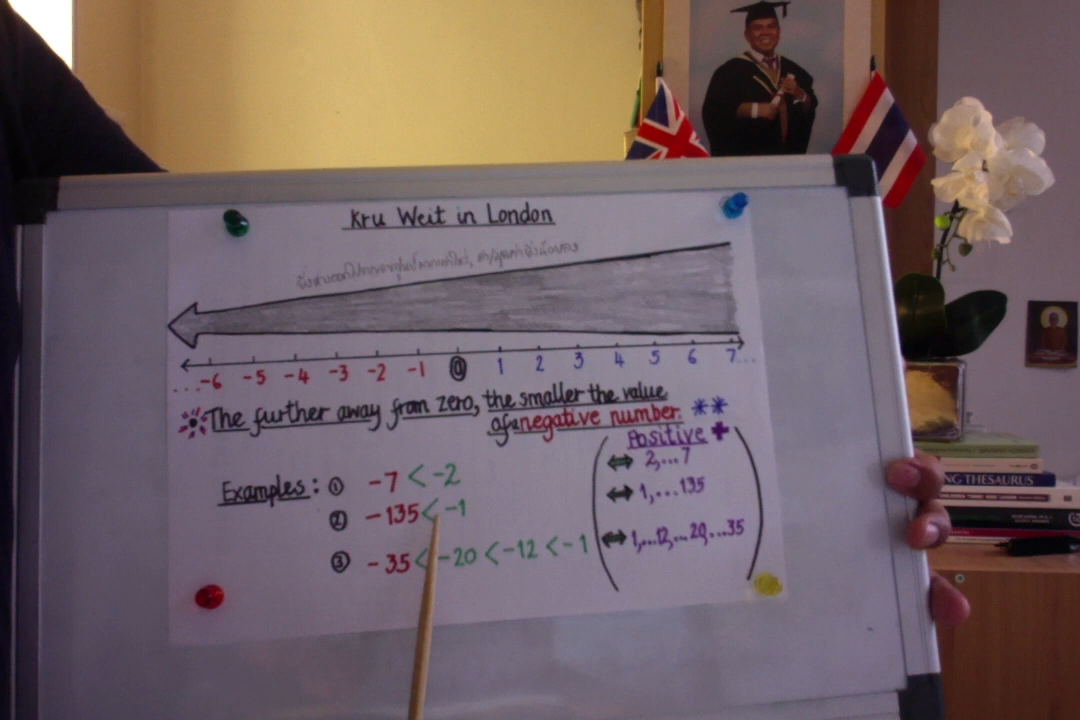 Kru Weit in London
...-6 -5 -4 -3 -2 -1 0 1 2 3 4 5 6 7...
The further away from zero, the smaller the value
of a negative number. **
Positive +
Examples: ① -7 < -2 ⇔ 2,...7
② -135 < -1 ⇔ 1,...135
③ -35 < -20 < -12 < -1 ⇔ 1,...12,...20,...35
NG THESAURUS